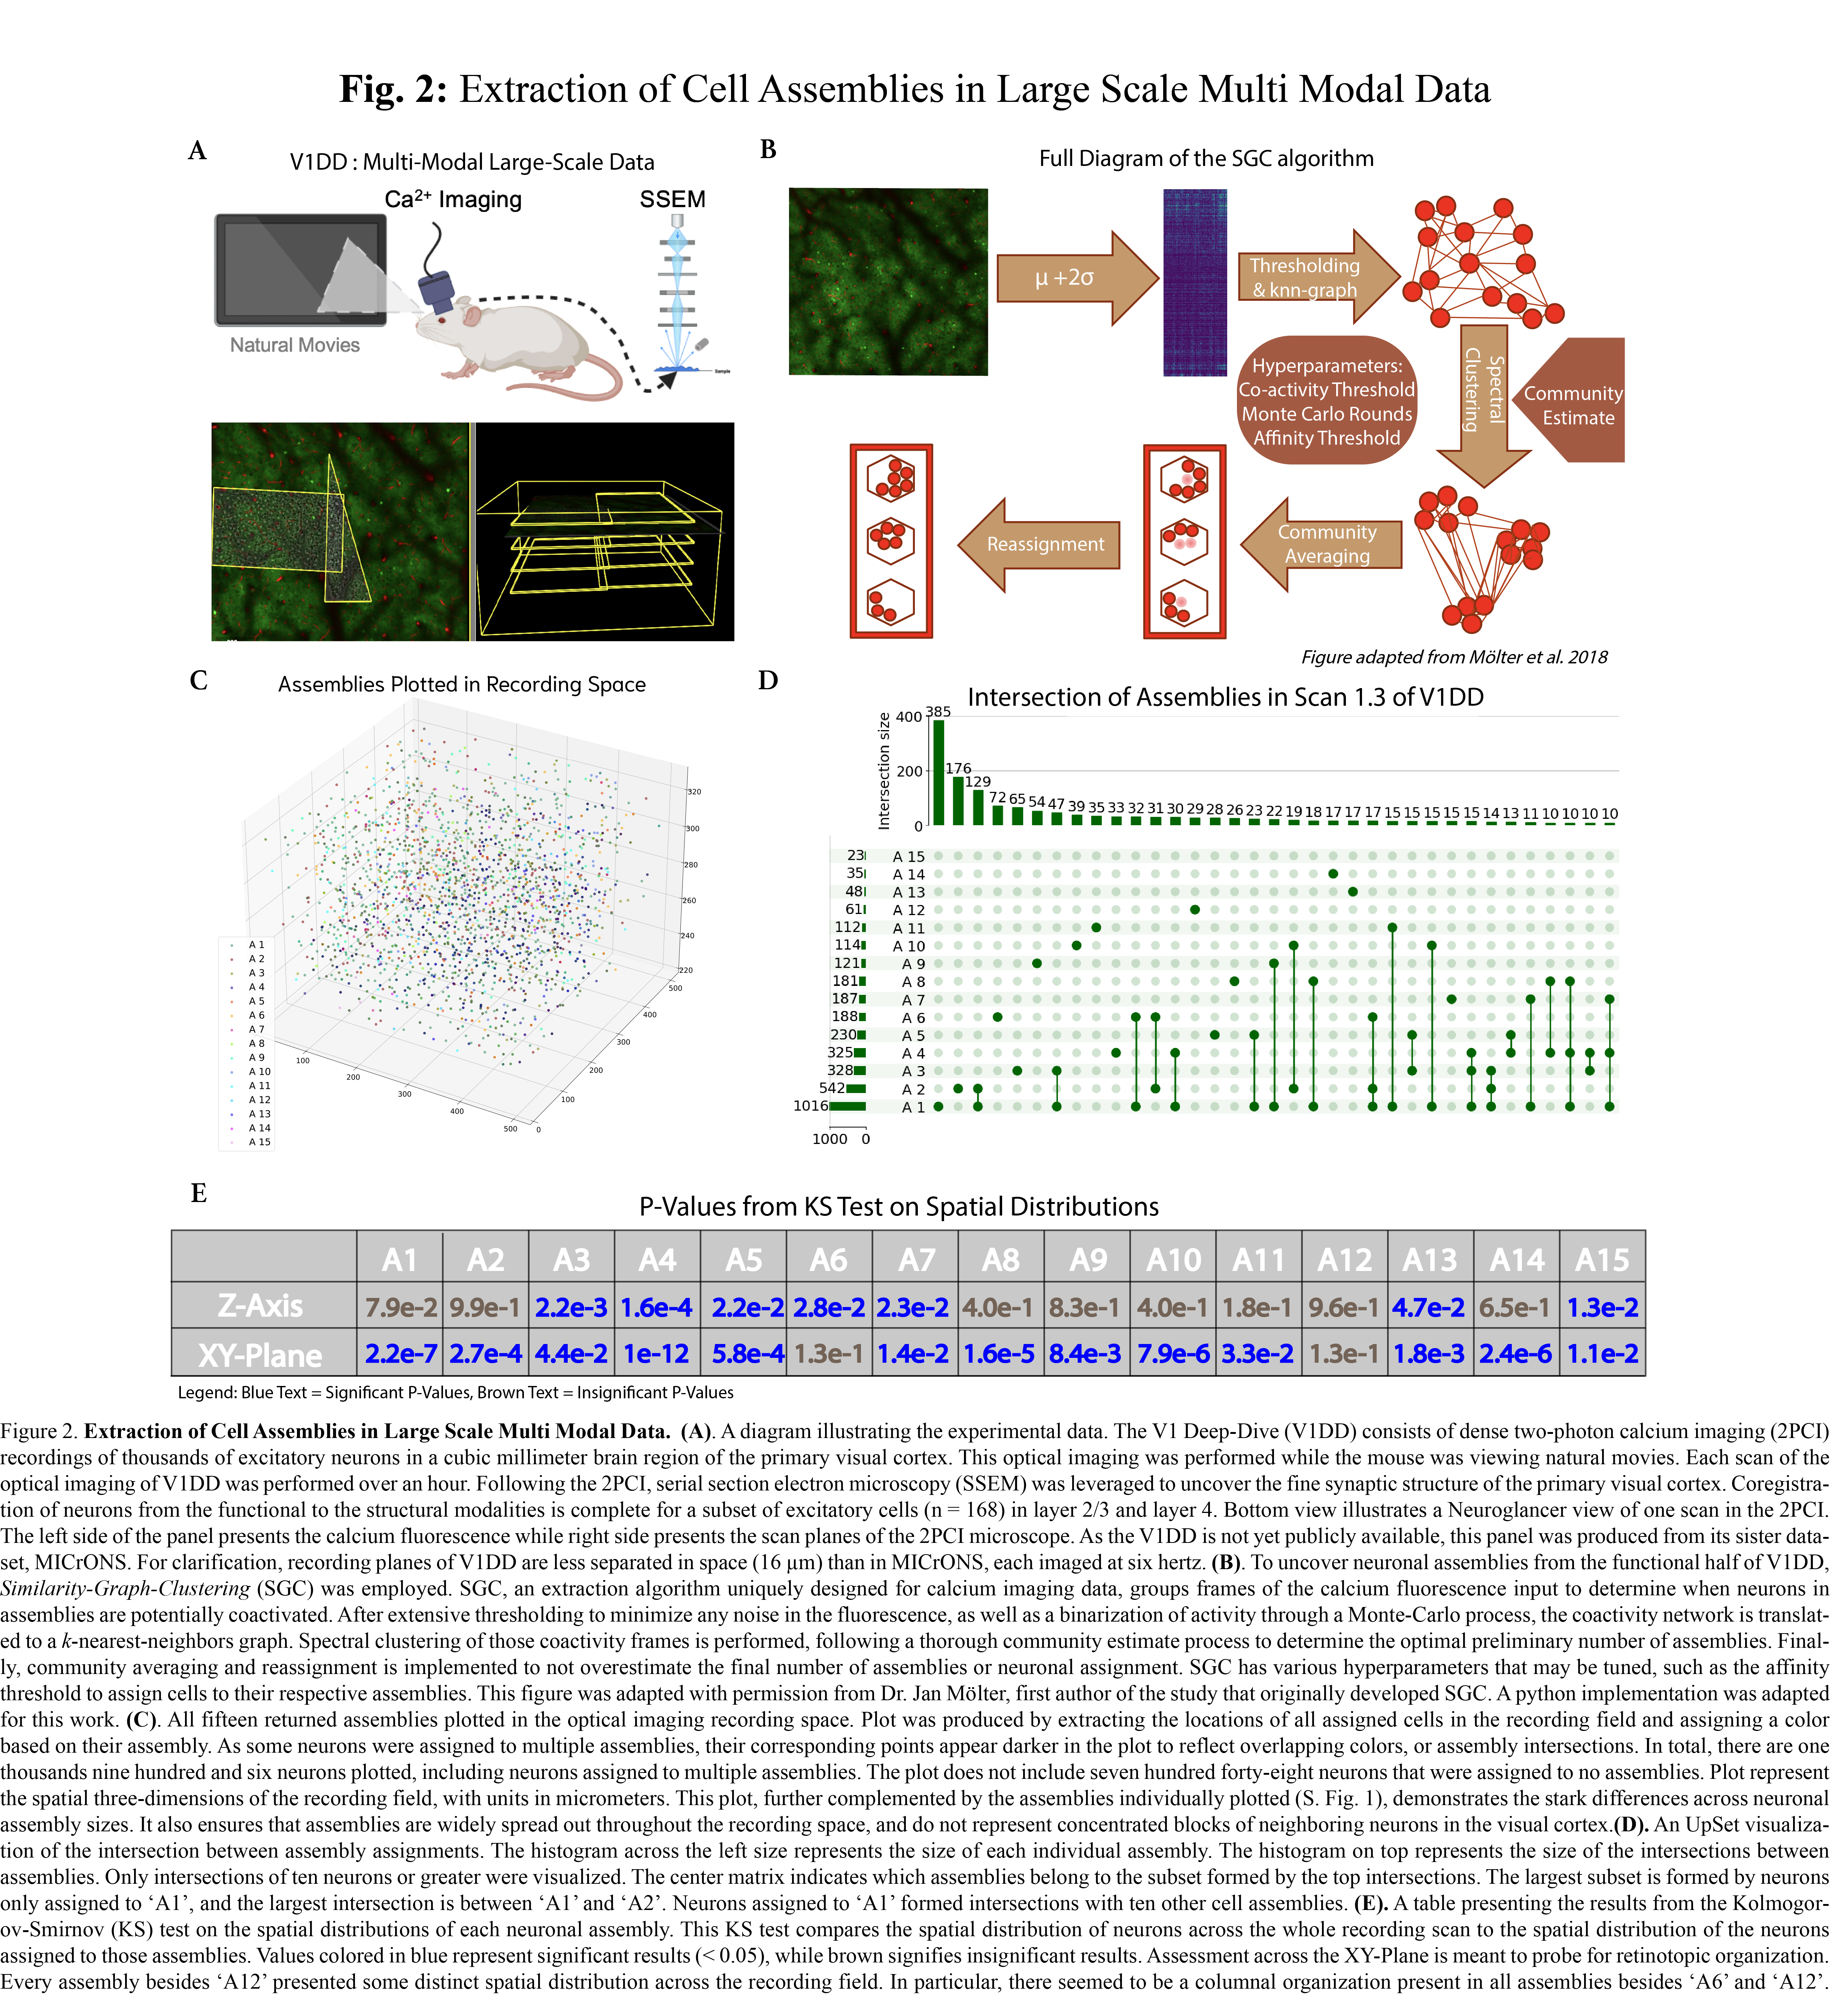 Fig. 2: Extraction of Cell Assemblies in Large Scale Multi Modal Data
A
V1DD : Multi-Modal Large-Scale Data
Ca2+ Imaging
SSEM
Natural Movies
Sample
B
Full Diagram of the SGC algorithm
μ +2σ
Thresholding
& knn-graph
Hyperparameters:
Co-activity Threshold
Monte Carlo Rounds
Affinity Threshold
Spectral
Clustering
Community
Estimate
Community
Averaging
Reassignment
Figure adapted from Mölter et al. 2018
C
Assemblies Plotted in Recording Space
320
300
280
260
240
220
500
400
300
200
100
0
100
200
300
400
500
A 1
A 2
A 3
A 4
A 5
A 6
A 7
A 8
A 9
A 10
A 11
A 12
A 13
A 14
A 15
D
Intersection of Assemblies in Scan 1.3 of V1DD
Intersection size
400
200
0
385 176 129 72 65 54 47 39 35 33 32 31 30 29 28 26 23 22 19 18 17 17 17 15 15 15 15 15 14 13 11 10 10 10 10
23 A 15
35 A 14
48 A 13
61 A 12
112 A 11
114 A 10
121 A 9
181 A 8
187 A 7
188 A 6
230 A 5
325 A 4
328 A 3
542 A 2
1016 A 1
1000 0
E
P-Values from KS Test on Spatial Distributions
A1 A2 A3 A4 A5 A6 A7 A8 A9 A10 A11 A12 A13 A14 A15
Z-Axis 7.9e-2 9.9e-1 2.2e-3 1.6e-4 2.2e-2 2.8e-2 2.3e-2 4.0e-1 8.3e-1 4.0e-1 1.8e-1 9.6e-1 4.7e-2 6.5e-1 1.3e-2
XY-Plane 2.2e-7 2.7e-4 4.4e-2 1e-12 5.8e-4 1.3e-1 1.4e-2 1.6e-5 8.4e-3 7.9e-6 3.3e-2 1.3e-1 1.8e-3 2.4e-6 1.1e-2
Legend: Blue Text = Significant P-Values, Brown Text = Insignificant P-Values
Figure 2. Extraction of Cell Assemblies in Large Scale Multi Modal Data. (A). A diagram illustrating the experimental data. The V1 Deep-Dive (V1DD) consists of dense two-photon calcium imaging (2PCI)
recordings of thousands of excitatory neurons in a cubic millimeter brain region of the primary visual cortex. This optical imaging was performed while the mouse was viewing natural movies. Each scan of the
optical imaging of V1DD was performed over an hour. Following the 2PCI, serial section electron microscopy (SSEM) was leveraged to uncover the fine synaptic structure of the primary visual cortex. Coregistra-
tion of neurons from the functional to the structural modalities is complete for a subset of excitatory cells (n = 168) in layer 2/3 and layer 4. Bottom view illustrates a Neuroglancer view of one scan in the 2PCI.
The left side of the panel presents the calcium fluorescence while right side presents the scan planes of the 2PCI microscope. As the V1DD is not yet publicly available, this panel was produced from its sister data-
set, MICrONS. For clarification, recording planes of V1DD are less separated in space (16 µm) than in MICrONS, each imaged at six hertz. (B). To uncover neuronal assemblies from the functional half of V1DD,
Similarity-Graph-Clustering (SGC) was employed. SGC, an extraction algorithm uniquely designed for calcium imaging data, groups frames of the calcium fluorescence input to determine when neurons in
assemblies are potentially coactivated. After extensive thresholding to minimize any noise in the fluorescence, as well as a binarization of activity through a Monte-Carlo process, the coactivity network is translat-
ed to a k-nearest-neighbors graph. Spectral clustering of those coactivity frames is performed, following a thorough community estimate process to determine the optimal preliminary number of assemblies. Final-
ly, community averaging and reassignment is implemented to not overestimate the final number of assemblies or neuronal assignment. SGC has various hyperparameters that may be tuned, such as the affinity
threshold to assign cells to their respective assemblies. This figure was adapted with permission from Dr. Jan Mölter, first author of the study that originally developed SGC. A python implementation was adapted
for this work. (C). All fifteen returned assemblies plotted in the optical imaging recording space. Plot was produced by extracting the locations of all assigned cells in the recording field and assigning a color
based on their assembly. As some neurons were assigned to multiple assemblies, their corresponding points appear darker in the plot to reflect overlapping colors, or assembly intersections. In total, there are one
thousands nine hundred and six neurons plotted, including neurons assigned to multiple assemblies. The plot does not include seven hundred forty-eight neurons that were assigned to no assemblies. Plot represent
the spatial three-dimensions of the recording field, with units in micrometers. This plot, further complemented by the assemblies individually plotted (S. Fig. 1), demonstrates the stark differences across neuronal
assembly sizes. It also ensures that assemblies are widely spread out throughout the recording space, and do not represent concentrated blocks of neighboring neurons in the visual cortex.(D). An UpSet visualiza-
tion of the intersection between assembly assignments. The histogram across the left size represents the size of each individual assembly. The histogram on top represents the size of the intersections between
assemblies. Only intersections of ten neurons or greater were visualized. The center matrix indicates which assemblies belong to the subset formed by the top intersections. The largest subset is formed by neurons
only assigned to ‘A1’, and the largest intersection is between ‘A1’ and ‘A2’. Neurons assigned to ‘A1’ formed intersections with ten other cell assemblies. (E). A table presenting the results from the Kolmogor-
ov-Smirnov (KS) test on the spatial distributions of each neuronal assembly. This KS test compares the spatial distribution of neurons across the whole recording scan to the spatial distribution of the neurons
assigned to those assemblies. Values colored in blue represent significant results (< 0.05), while brown signifies insignificant results. Assessment across the XY-Plane is meant to probe for retinotopic organization.
Every assembly besides ‘A12’ presented some distinct spatial distribution across the recording field. In particular, there seemed to be a columnal organization present in all assemblies besides ‘A6’ and ‘A12’.